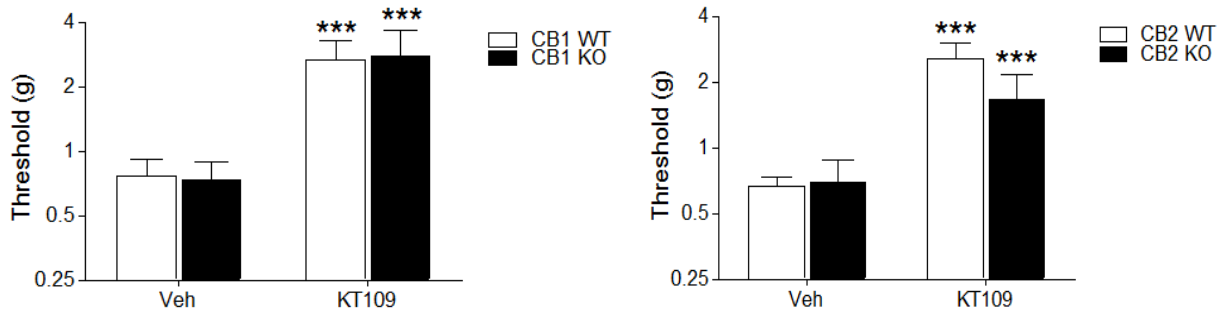 Threshold (g)
4
2
1
0.5
0.25
*** ***
Veh KT109
CB1 WT
CB1 KO
Threshold (g)
4
2
1
0.5
0.25
***
***
Veh KT109
CB2 WT
CB2 KO